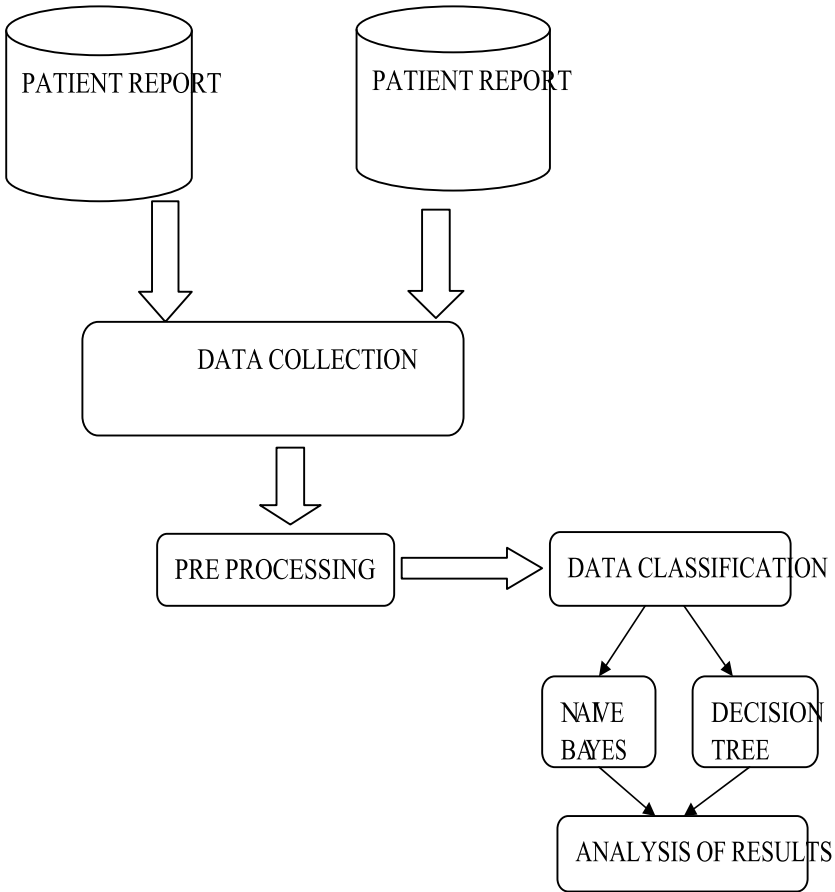 PATIENT REPORT
PATIENT REPORT
DATA COLLECTION
PRE PROCESSING
DATA CLASSIFICATION
NAIVE
BAYES
DECISION
TREE
ANALYSIS OF RESULTS